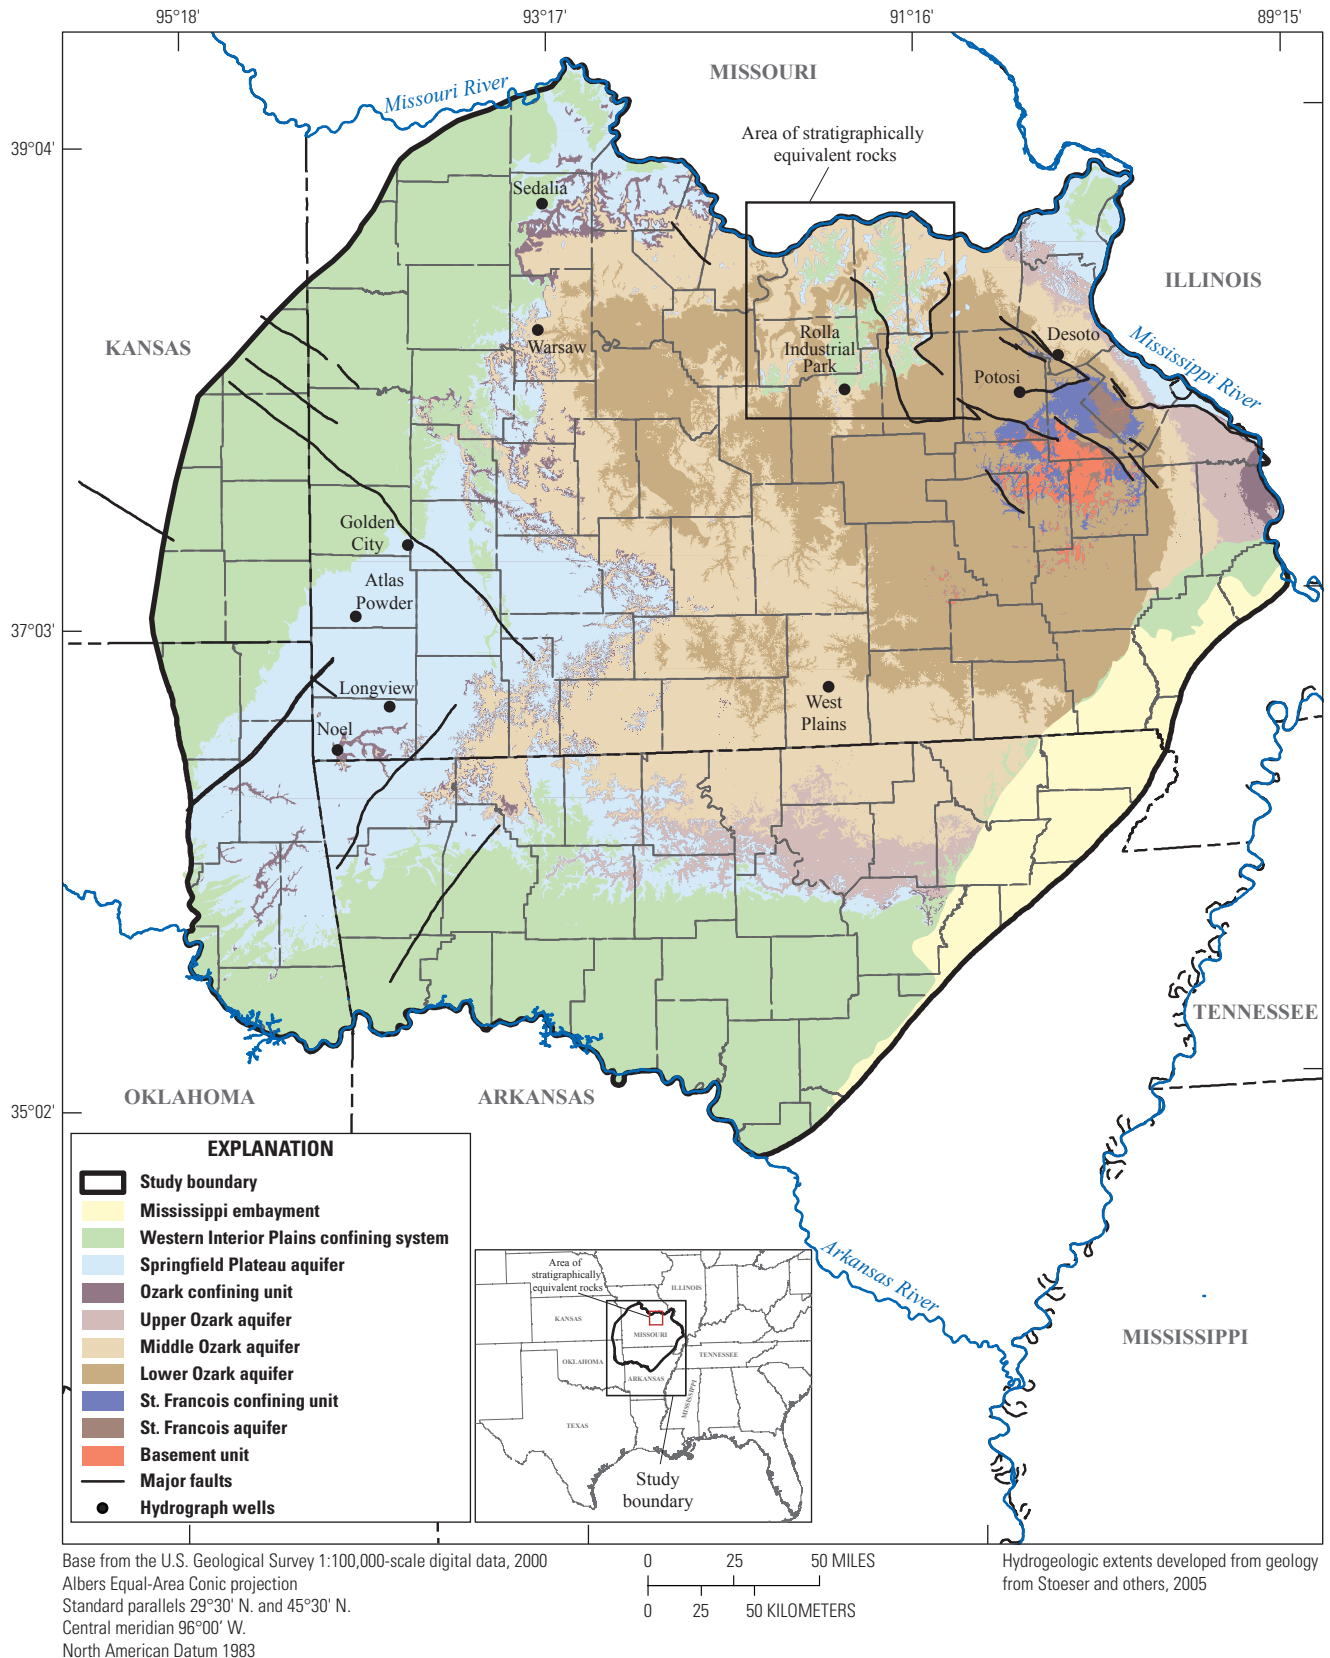 95°18'
93°17'
91°16'
89°15'
MISSOURI
Missouri River
Area of stratigraphically
equivalent rocks
39°04'
Sedalia
ILLINOIS
KANSAS
Warsaw
Rolla
Industrial
Park
Desoto
Mississippi River
Potosi
Golden
City
Atlas
Powder
37°03'
Longview
West
Plains
Noel
TENNESSEE
OKLAHOMA
ARKANSAS
35°02'
EXPLANATION
Study boundary
Mississippi embayment
Western Interior Plains confining system
Springfield Plateau aquifer
Ozark confining unit
Upper Ozark aquifer
Middle Ozark aquifer
Lower Ozark aquifer
St. Francois confining unit
St. Francois aquifer
Basement unit
Major faults
Hydrograph wells
Area of
stratigraphically
equivalent rocks
ILLINOIS
KANSAS
MISSOURI
OKLAHOMA
TENNESSEE
ARKANSAS
MISSISSIPPI
TEXAS
Study
boundary
Arkansas River
MISSISSIPPI
Base from the U.S. Geological Survey 1:100,000-scale digital data, 2000
Albers Equal-Area Conic projection
Standard parallels 29°30' N. and 45°30' N.
Central meridian 96°00' W.
North American Datum 1983
0 25 50 MILES
0 25 50 KILOMETERS
Hydrogeologic extents developed from geology
from Stoeser and others, 2005